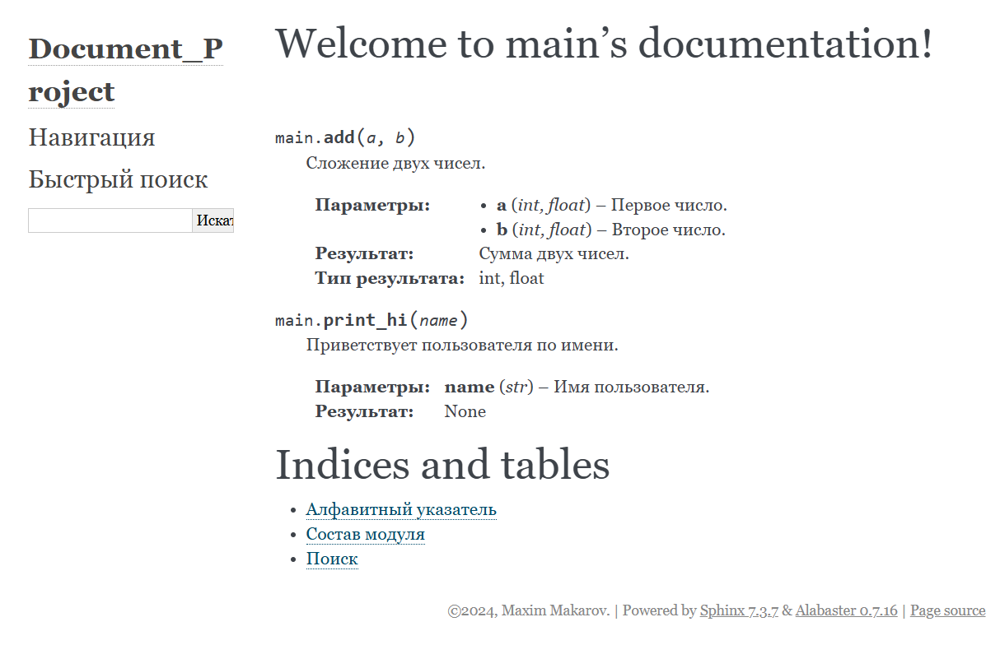 Document_P
roject
Навигация
Быстрый поиск
Искат
Welcome to main’s documentation!
main.add(a, b)
Сложение двух чисел.
Параметры:
• a (int, float) – Первое число.
• b (int, float) – Второе число.
Результат: Сумма двух чисел.
Тип результата: int, float
main.print_hi(name)
Приветствует пользователя по имени.
Параметры: name (str) – Имя пользователя.
Результат: None
Indices and tables
• Алфавитный указатель
• Состав модуля
• Поиск
©2024, Maxim Makarov. | Powered by Sphinx 7.3.7 & Alabaster 0.7.16 | Page source